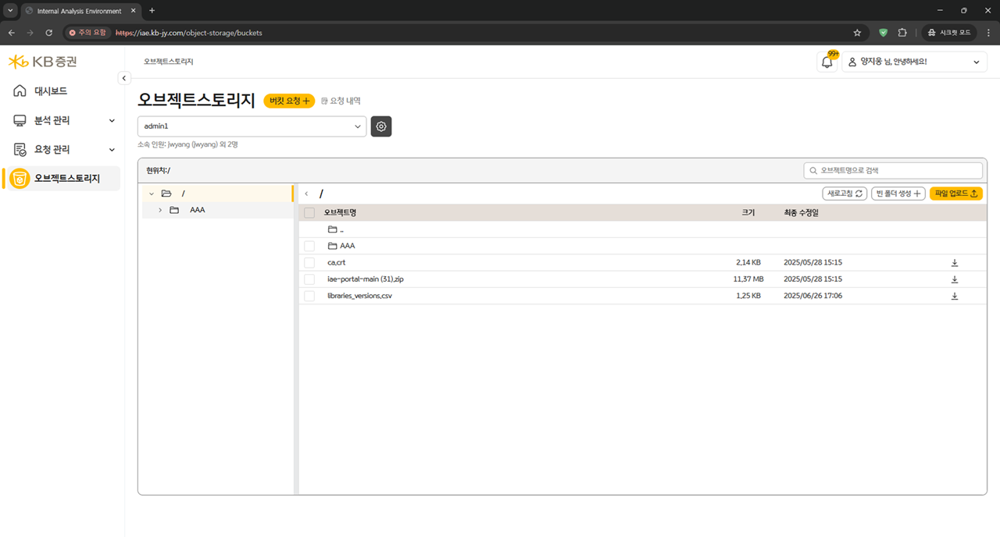 Internal Analysis Environment
주의 요함 https://iae.kb-jy.com/object-storage/buckets 시크릿 모드
KB증권
오브젝트스토리지
99+
양지웅 님, 안녕하세요!
대시보드
분석 관리
요청 관리
오브젝트스토리지
오브젝트스토리지 버킷 요청 + 요청 내역
admin1
소속 인원: jwyang (jwyang) 외 2명
현위치:/ 오브젝트명으로 검색
/
AAA
/ 새로고침 빈 폴더 생성 + 파일 업로드
오브젝트명 크기 최종 수정일
..
AAA
ca.crt 2.14 KB 2025/05/28 15:15
iae-portal-main (31).zip 11.37 MB 2025/05/28 15:15
libraries_versions.csv 1.25 KB 2025/06/26 17:06